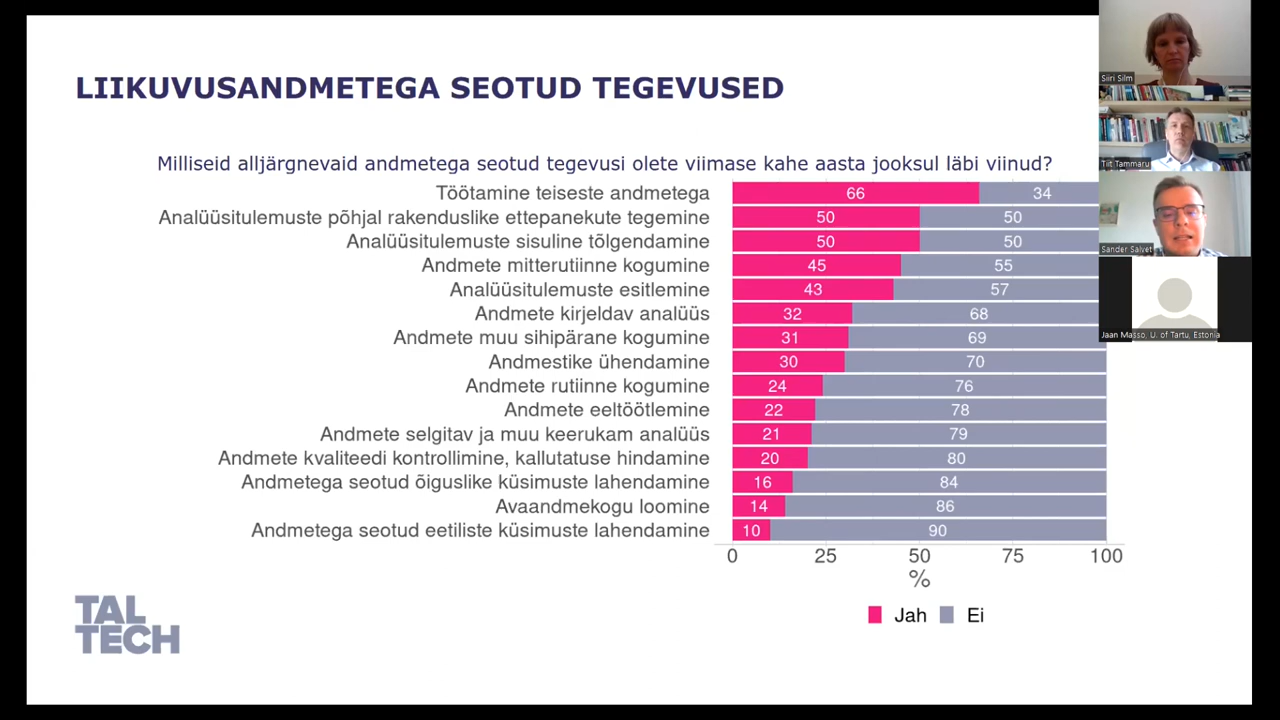 LIIKUVUSANDMETEGA SEOTUD TEGEVUSED
Milliseid alljärgnevaid andmetega seotud tegevusi olete viimase kahe aasta jooksul läbi viinud?
Töötamine teiseste andmetega 66 34
Analüüsitulemuste põhjal rakenduslike ettepanekute tegemine 50 50
Analüüsitulemuste sisuline tõlgendamine 50 50
Andmete mitterutiinne kogumine 45 55
Analüüsitulemuste esitlemine 43 57
Andmete kirjeldav analüüs 32 68
Andmete muu sihipärane kogumine 31 69
Andmestike ühendamine 30 70
Andmete rutiinne kogumine 24 76
Andmete eeltöötlemine 22 78
Andmete selgitav ja muu keerukam analüüs 21 79
Andmete kvaliteedi kontrollimine, kallutatuse hindamine 20 80
Andmetega seotud õiguslike küsimuste lahendamine 16 84
Avaandmekogu loomine 14 86
Andmetega seotud eetiliste küsimuste lahendamine 10 90
0 25 50 75 100
%
Jah Ei
TAL
TECH
Siiri Silm
Tiit Tammaru
Sander Salvet
Jaan Masso, U. of Tartu, Estonia